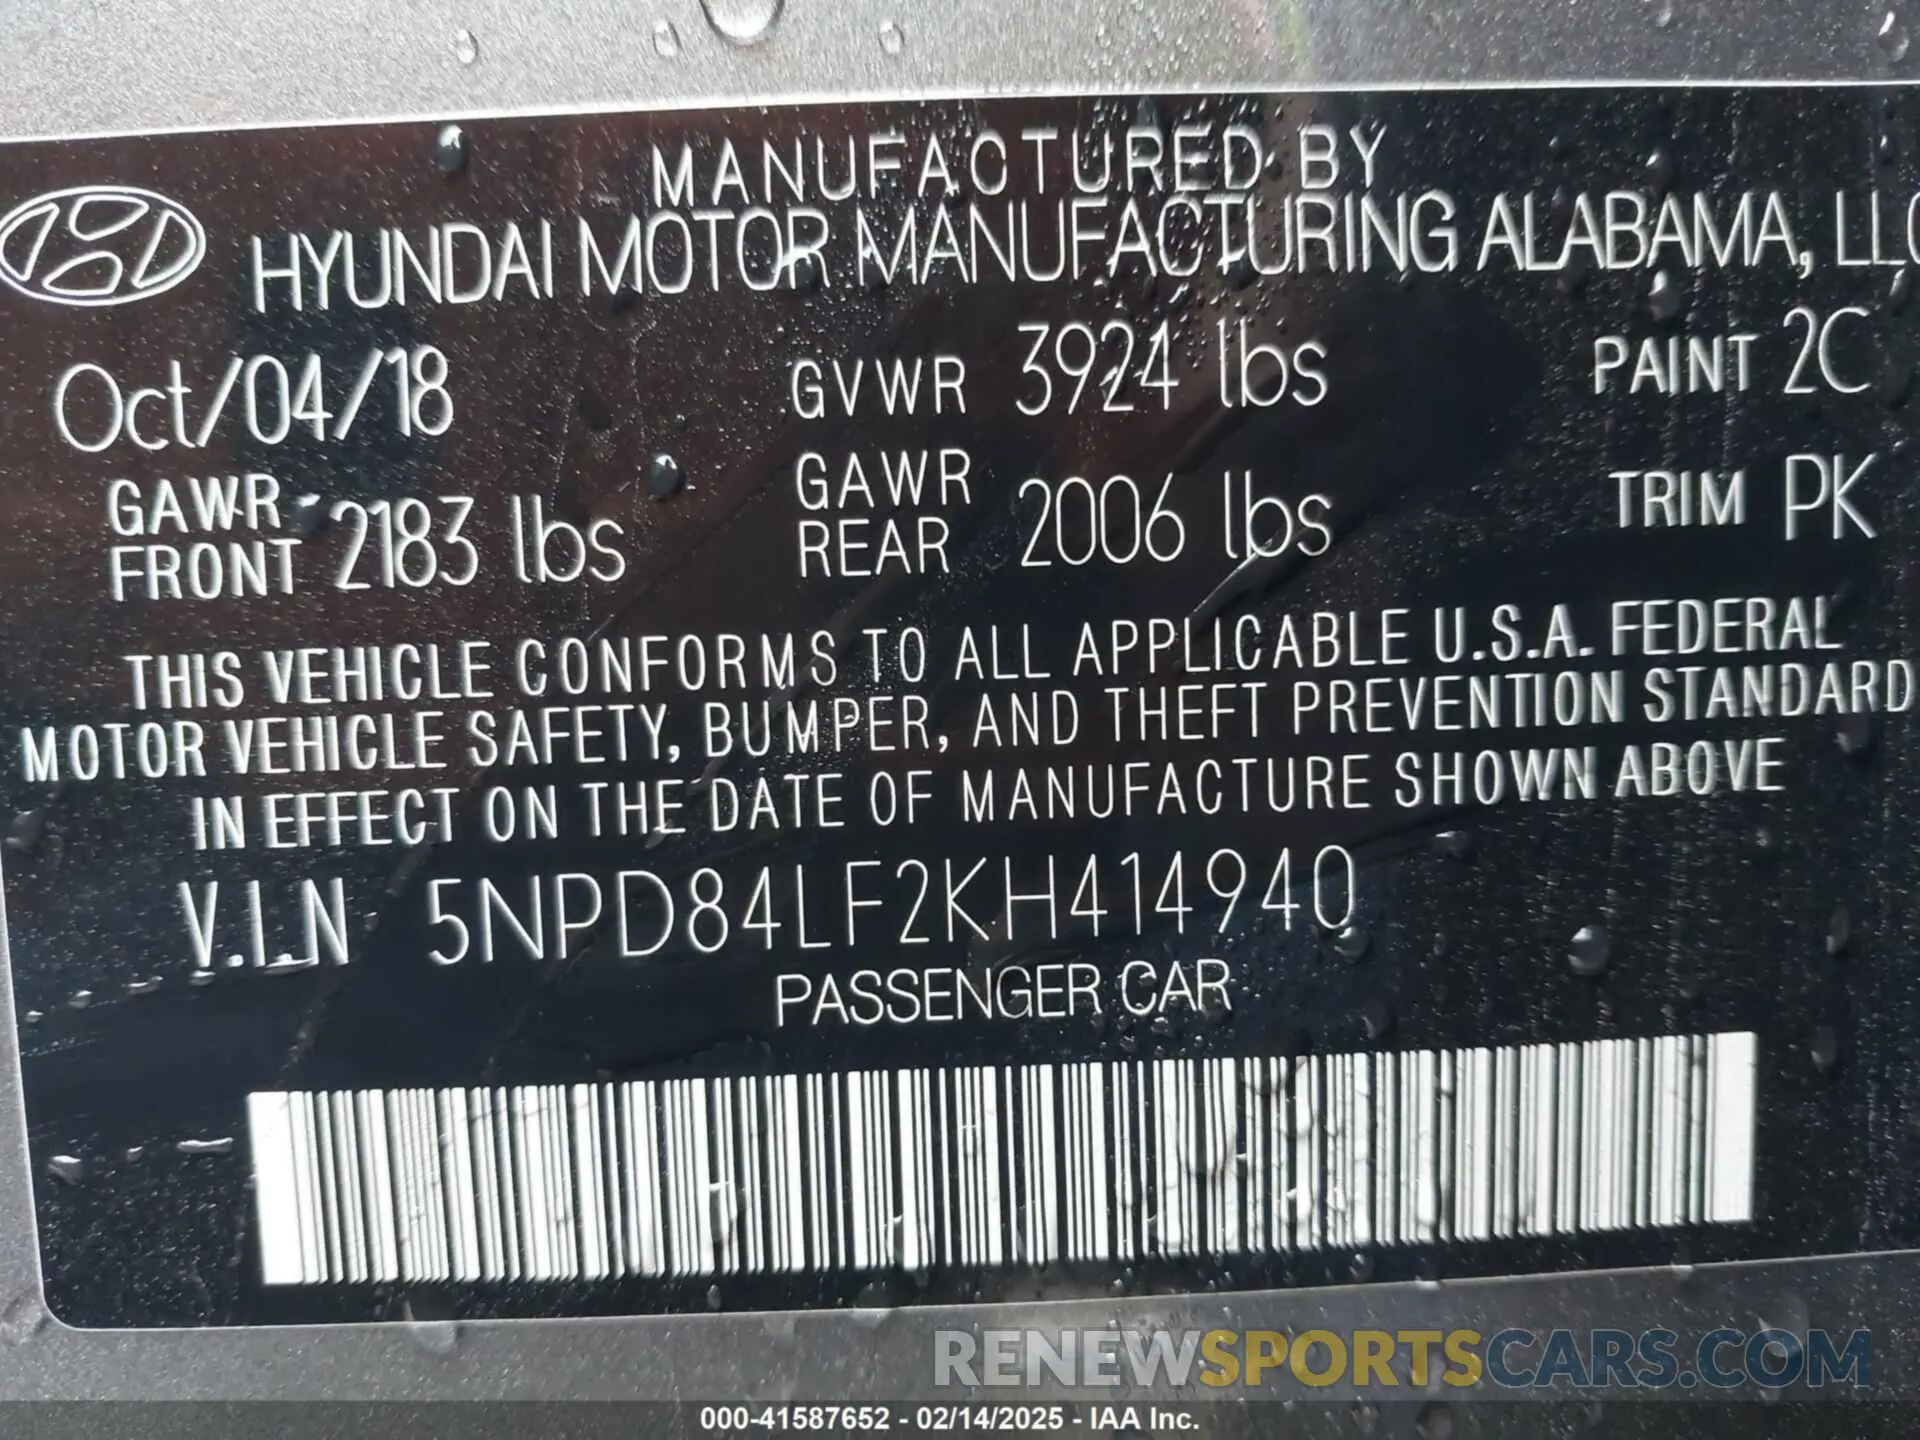 MANUFACTURED BY
HYUNDAI MOTOR MANUFACTURING ALABAMA, LLC
Oct/04/18 GVWR 3924 lbs PAINT 2C
GAWR FRONT 2183 lbs GAWR REAR 2006 lbs TRIM PK
THIS VEHICLE CONFORMS TO ALL APPLICABLE U.S.A. FEDERAL
MOTOR VEHICLE SAFETY, BUMPER, AND THEFT PREVENTION STANDARD
IN EFFECT ON THE DATE OF MANUFACTURE SHOWN ABOVE
V.I.N 5NPD84LF2KH414940
PASSENGER CAR
RENEWSPORTSCARS.COM
000-41587652 - 02/14/2025 - IAA Inc.